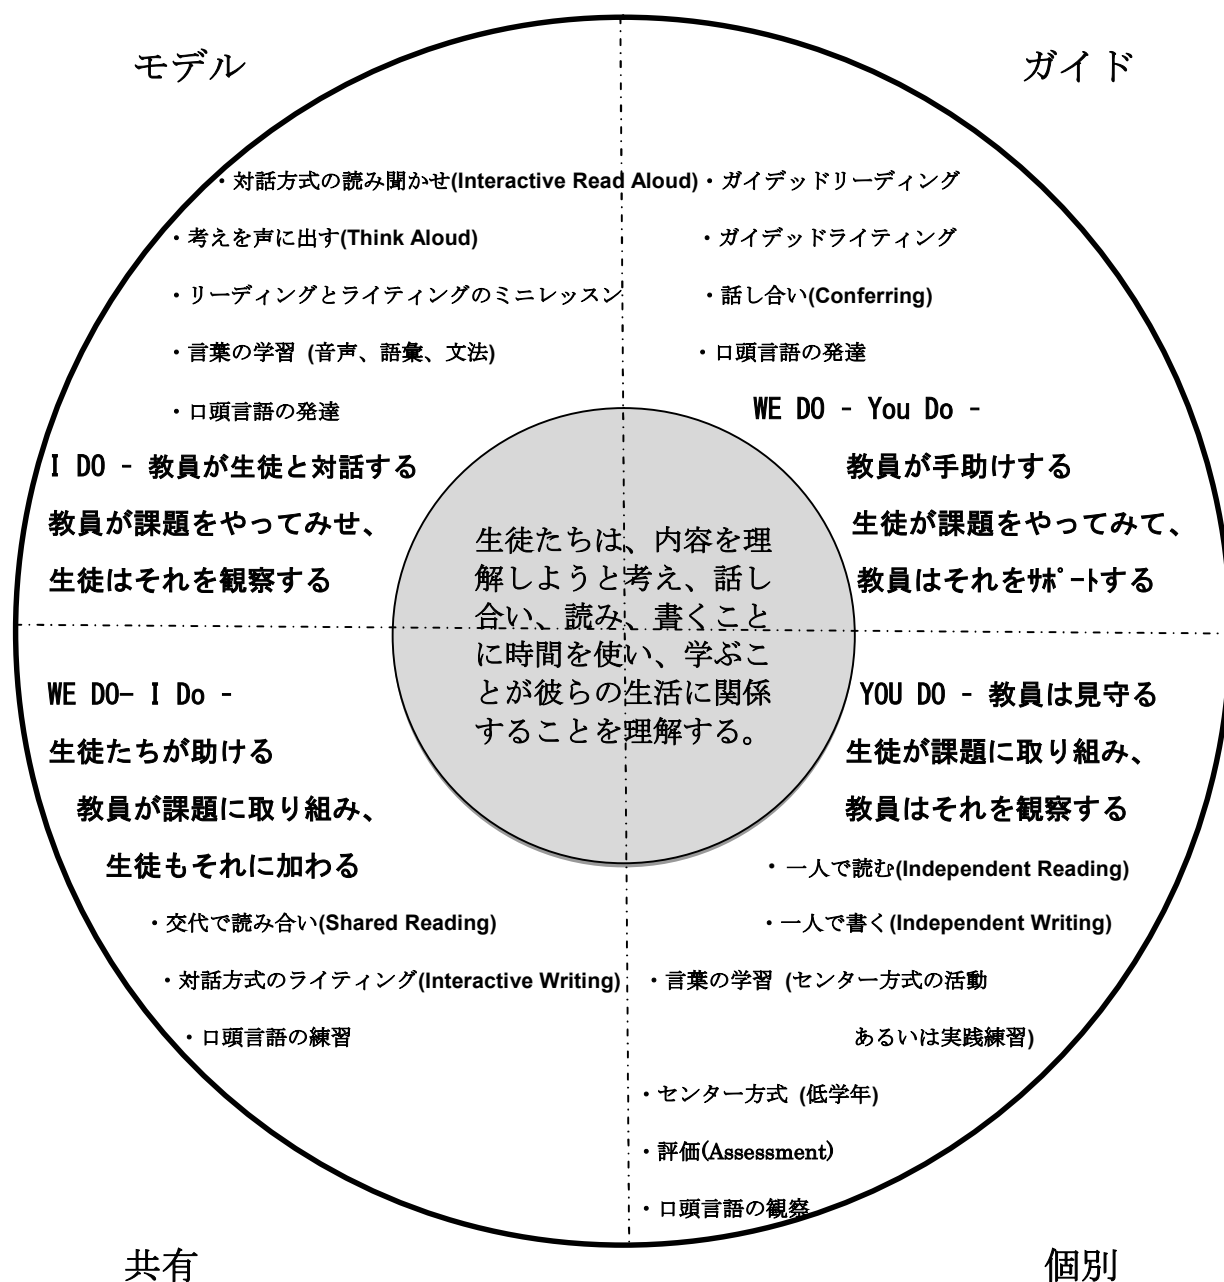 モデル
・対話方式の読み聞かせ(Interactive Read Aloud)
・考えを声に出す(Think Aloud)
・リーディングとライティングのミニレッスン
・言葉の学習 (音声、語彙、文法)
・口頭言語の発達
I DO - 教員が生徒と対話する
教員が課題をやってみせ、
生徒はそれを観察する
ガイド
・ガイデッドリーディング
・ガイデッドライティング
・話し合い(Conferring)
・口頭言語の発達
WE DO - You Do -
教員が手助けする
生徒が課題をやってみて、
教員はそれをｻﾎﾟｰﾄする
生徒たちは、内容を理
解しようと考え、話し
合い、読み、書くこと
に時間を使い、学ぶこ
とが彼らの生活に関係
することを理解する。
WE DO– I Do -
生徒たちが助ける
教員が課題に取り組み、
生徒もそれに加わる
・交代で読み合い(Shared Reading)
・対話方式のライティング(Interactive Writing)
・口頭言語の練習
共有
YOU DO - 教員は見守る
生徒が課題に取り組み、
教員はそれを観察する
・一人で読む(Independent Reading)
・一人で書く(Independent Writing)
・言葉の学習 (センター方式の活動
あるいは実践練習)
・センター方式 (低学年)
・評価(Assessment)
・口頭言語の観察
個別